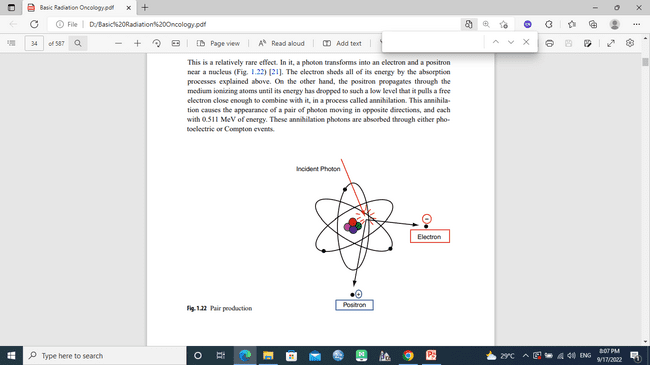 Basic Radiation Oncology.pdf
File
D:/Basic%20Radiation%20Oncology.pdf
34 of 587
Page view
Read aloud
Add text
This is a relatively rare effect. In it, a photon transforms into an electron and a positron
near a nucleus (Fig. 1.22) [21]. The electron sheds all of its energy by the absorption
processes explained above. On the other hand, the positron propagates through the
medium ionizing atoms until its energy has dropped to such a low level that it pulls a free
electron close enough to combine with it, in a process called annihilation. This annihila-
tion causes the appearance of a pair of photon moving in opposite directions, and each
with 0.511 MeV of energy. These annihilation photons are absorbed through either pho-
toelectric or Compton events.
Incident Photon
Electron
Positron
Fig. 1.22 Pair production
Type here to search
29°C
ENG
8:07 PM
9/17/2022